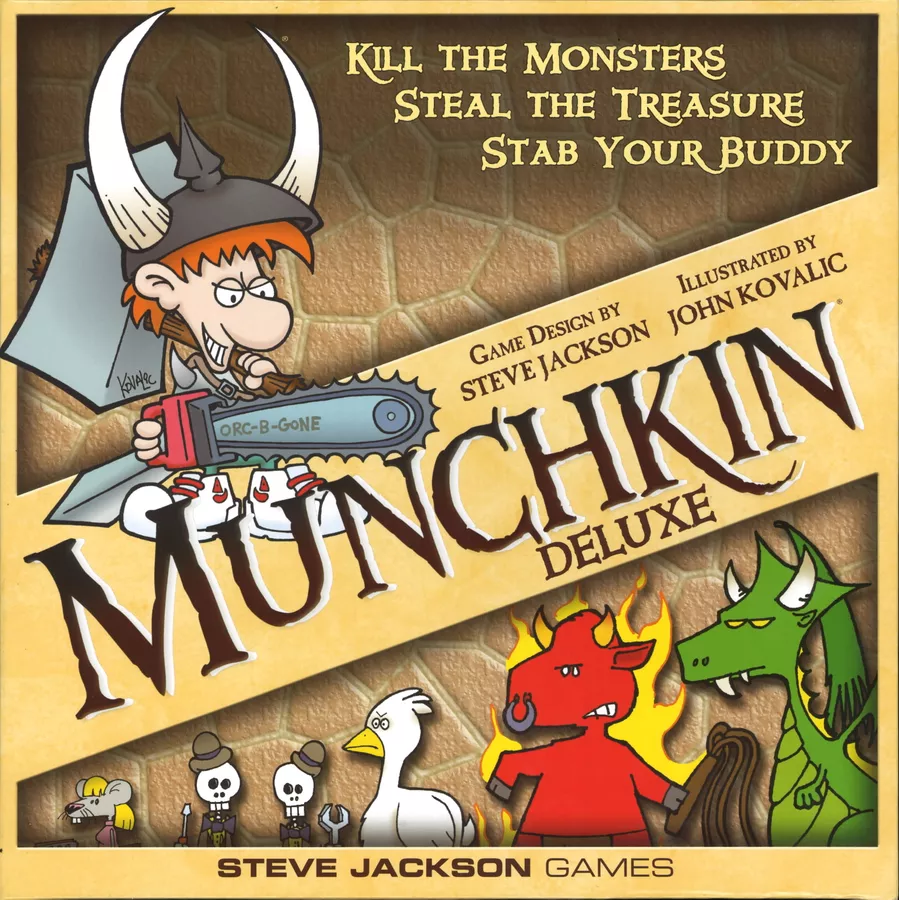 Kill the Monsters
Steal the Treasure
Stab Your Buddy
Game Design by
Steve Jackson
Illustrated by
John Kovalic
Kovalic
ORC-B-GONE
Munchkin®
Deluxe
STEVE JACKSON GAMES